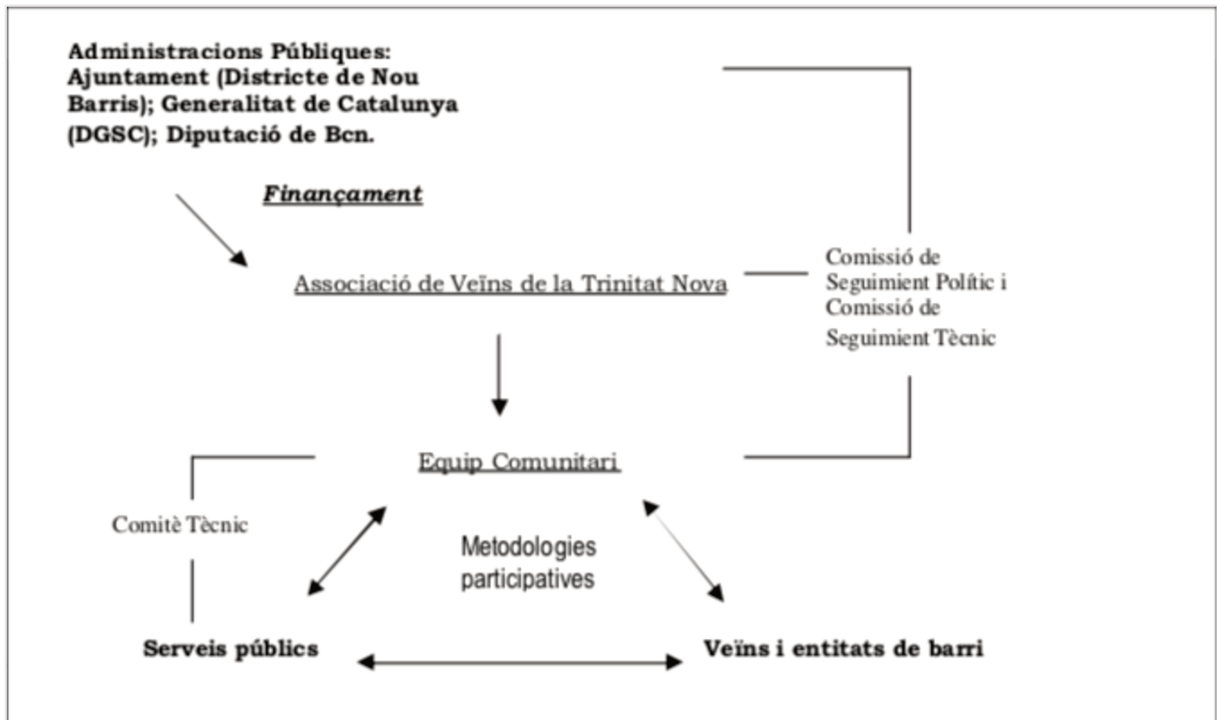 Administracions Públiques:
Ajuntament (Districte de Nou
Barris); Generalitat de Catalunya
(DGSC); Diputació de Bcn.
Finançament
Associació de Veïns de la Trinitat Nova
Comissió de
Seguimient Polític i
Comissió de
Seguimient Tècnic
Equip Comunitari
Comitè Tècnic
Metodologies
participatives
Serveis públics
Veïns i entitats de barri